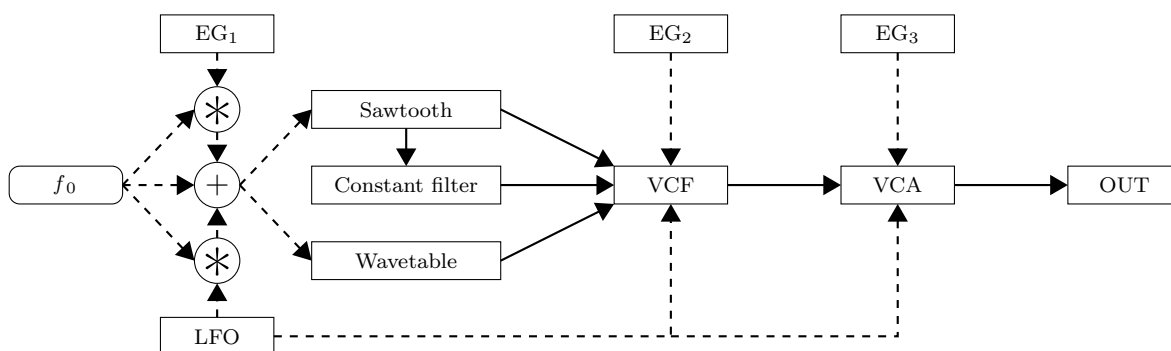 EG₁
EG₂
EG₃
*
Sawtooth
f₀
+
Constant filter
VCF
VCA
OUT
*
Wavetable
LFO